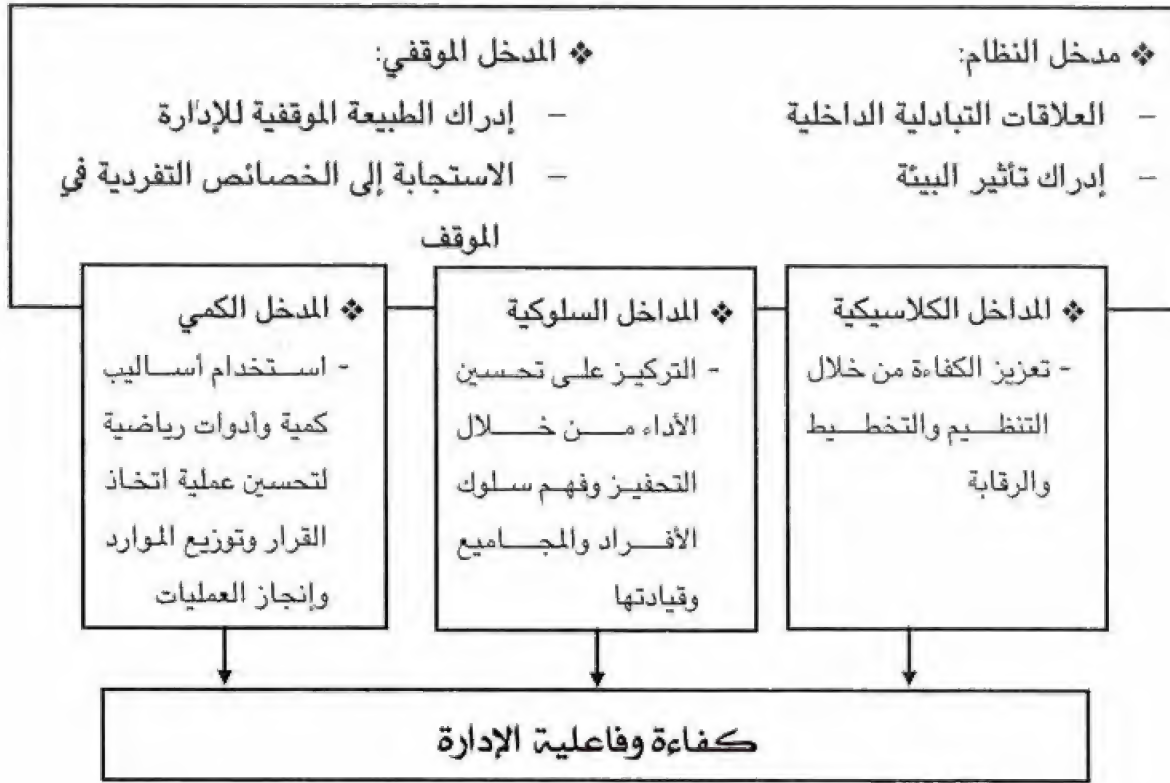 ❖ مدخل النظام:
– العلاقات التبادلية الداخلية
– إدراك تأثير البيئة
❖ المدخل الموقفي:
– إدراك الطبيعة الموقفية للإدارة
– الاستجابة إلى الخصائص التفردية في
الموقف
❖ المداخل الكلاسيكية
- تعزيز الكفاءة من خلال
التنظيم والتخطيط
والرقابة
❖ المداخل السلوكية
- التركيز على تحسين
الأداء من خلال
التحفيز وفهم سلوك
الأفراد والمجاميع
وقيادتها
❖ المدخل الكمي
- استخدام أساليب
كمية وأدوات رياضية
لتحسين عملية اتخاذ
القرار وتوزيع الموارد
وإنجاز العمليات
كفاءة وفاعلية الإدارة